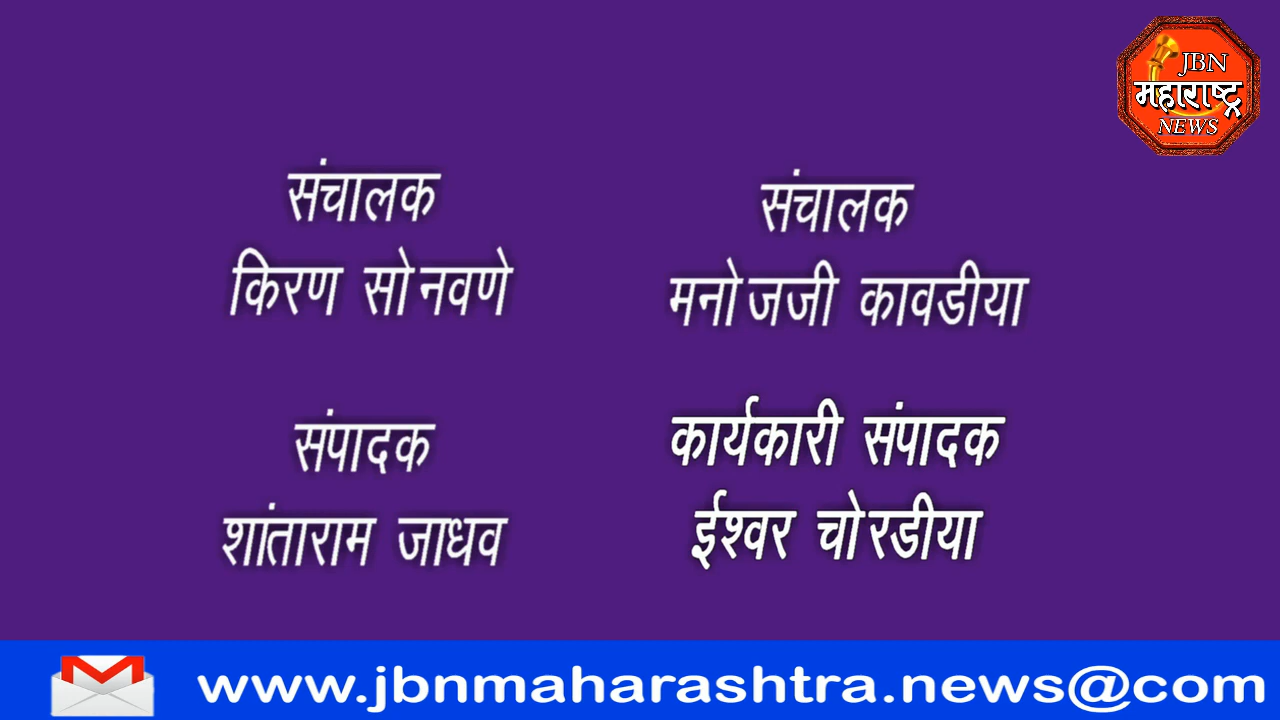 JBN
महाराष्ट्र
NEWS
संचालक
किरण सोनवणे
संचालक
मनोजजी कावडीया
संपादक
शांताराम जाधव
कार्यकारी संपादक
ईश्वर चोरडीया
www.jbnmaharashtra.news@com